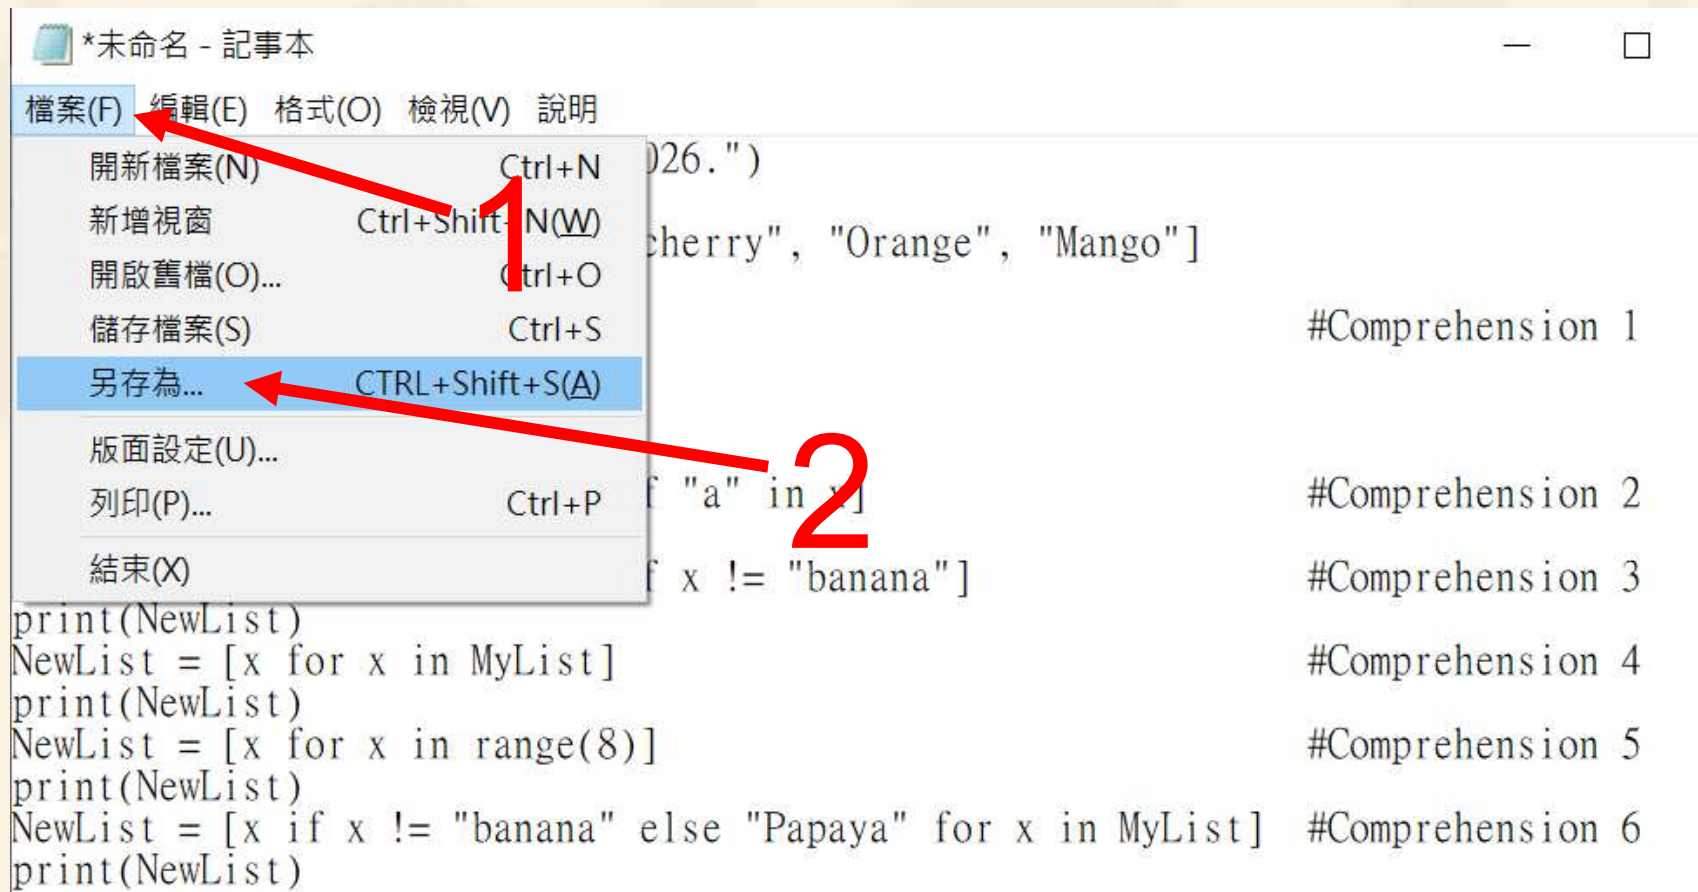 *未命名 - 記事本
檔案(F) 編輯(E) 格式(O) 檢視(V) 說明
開新檔案(N) Ctrl+N
新增視窗 Ctrl+Shift+N(W)
開啟舊檔(O)... Ctrl+O
儲存檔案(S) Ctrl+S
另存為... CTRL+Shift+S(A)
版面設定(U)...
列印(P)... Ctrl+P
結束(X)
1
2
026.")
cherry", "Orange", "Mango"]
#Comprehension 1
f "a" in x] #Comprehension 2
f x != "banana"] #Comprehension 3
print(NewList)
NewList = [x for x in MyList] #Comprehension 4
print(NewList)
NewList = [x for x in range(8)] #Comprehension 5
print(NewList)
NewList = [x if x != "banana" else "Papaya" for x in MyList] #Comprehension 6
print(NewList)